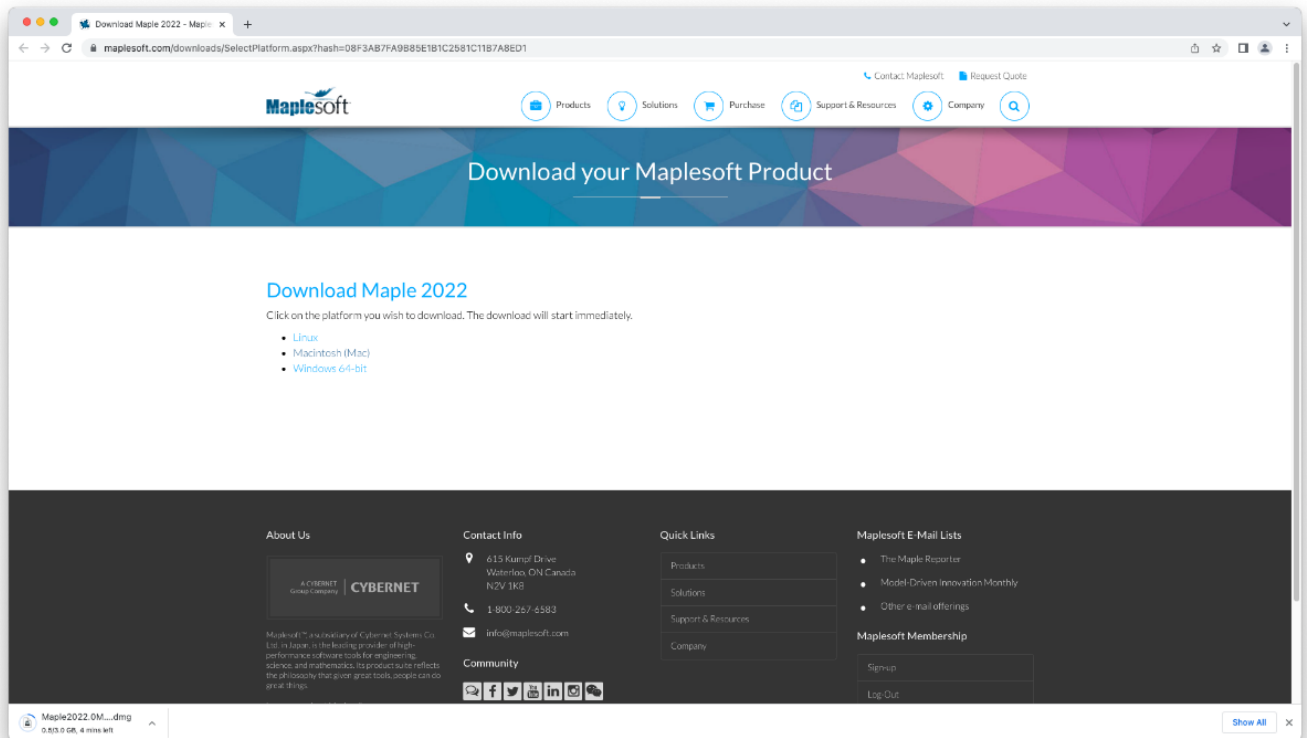 Download Maple 2022 - Maple
maplesoft.com/downloads/SelectPlatform.aspx?hash=08F3AB7FA9B85E1B1C2581C11B7A8ED1
Contact Maplesoft Request Quote
Maplesoft Products Solutions Purchase Support & Resources Company
Download your Maplesoft Product
Download Maple 2022
Click on the platform you wish to download. The download will start immediately.
Linux
Macintosh (Mac)
Windows 64-bit
About Us
A CYBERNET
Group Company
CYBERNET
Maplesoft™, a subsidiary of Cybernet Systems Co.
Ltd. in Japan, is the leading provider of high-
performance software tools for engineering,
science, and mathematics. Its product suite reflects
the philosophy that given great tools, people can do
great things.
Contact Info
615 Kumpf Drive
Waterloo, ON Canada
N2V 1K8
1-800-267-6583
info@maplesoft.com
Community
Quick Links
Products
Solutions
Support & Resources
Company
Maplesoft E-Mail Lists
The Maple Reporter
Model-Driven Innovation Monthly
Other e-mail offerings
Maplesoft Membership
Sign-up
Log-Out
Maple2022.0M....dmg
0.8/3.0 GB, 4 mins left
Show All